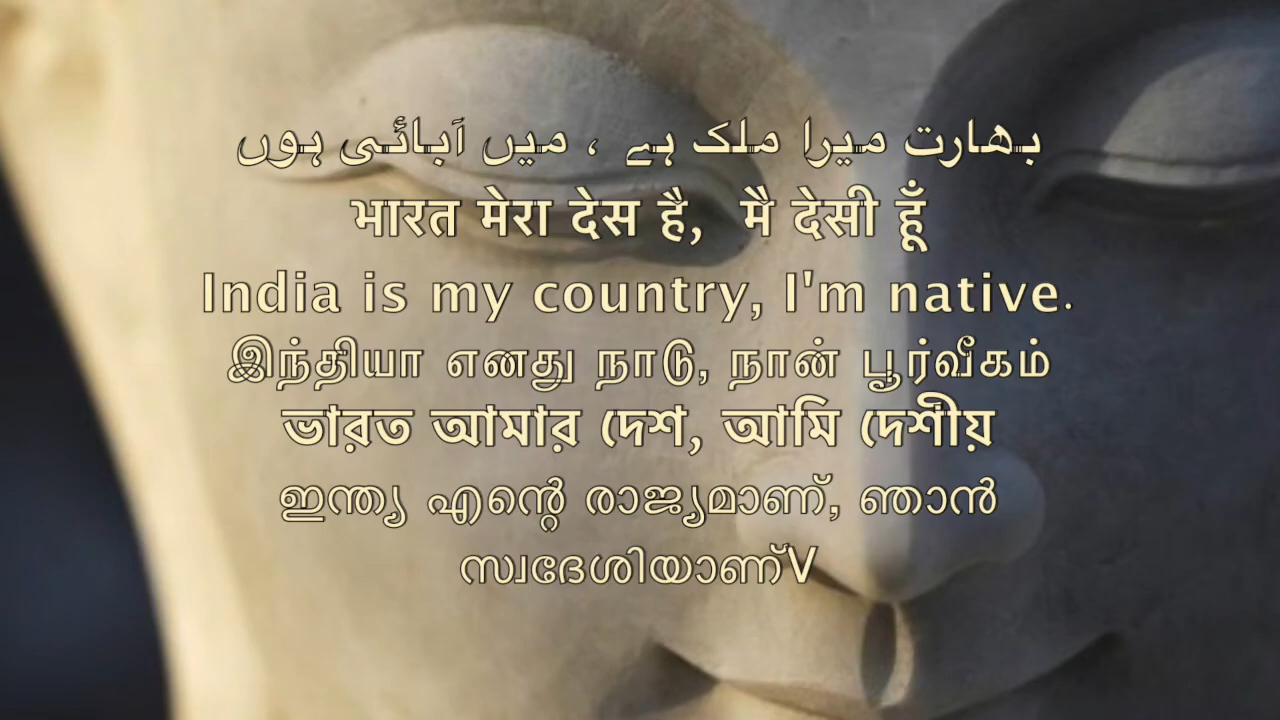 بھارت میرا ملک ہے ، میں آبائی ہوں
भारत मेरा देस है, मै देसी हूँ
India is my country, I'm native.
இந்தியா எனது நாடு, நான் பூர்வீகம்
ভারত আমার দেশ, আমি দেশীয়
ഇന്ത്യ എന്റെ രാജ്യമാണ്, ഞാൻ
സ്വദേശിയാണ്V